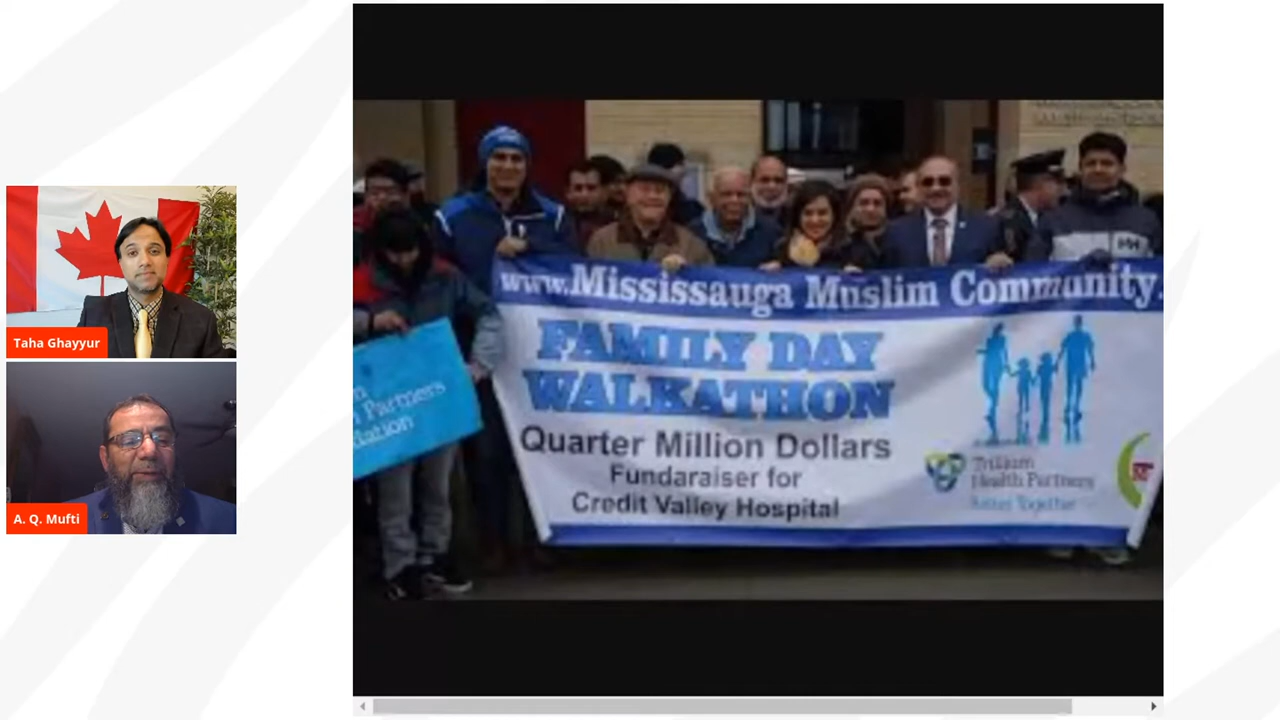 Taha Ghayyur
A. Q. Mufti
www.Mississauga Muslim Community.
FAMILY DAY
WALKATHON
Quarter Million Dollars
Fundaraiser for
Credit Valley Hospital
Trillium
Health Partners
Better Together
Partners